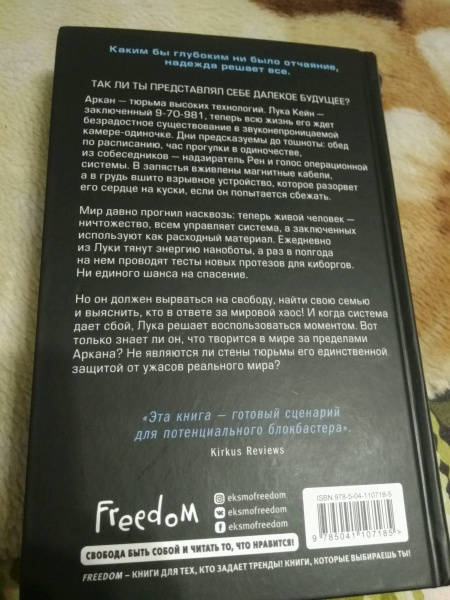 Каким бы глубоким ни было отчаяние,
надежда решает все.
ТАК ЛИ ТЫ ПРЕДСТАВЛЯЛ СЕБЕ ДАЛЕКОЕ БУДУЩЕЕ?
Аркан — тюрьма высоких технологий. Лука Кейн —
заключенный 9-70-981, теперь всю жизнь его ждет
безрадостное существование в звуконепроницаемой
камере-одиночке. Дни предсказуемы до тошноты: обед
по расписанию, час прогулки в одиночестве,
из собеседников — надзиратель Рен и голос операционной
системы. В запястья вживлены магнитные кабели,
а в грудь вшито взрывное устройство, которое разорвет
его сердце на куски, если он попытается сбежать.
Мир давно прогнил насквозь: теперь живой человек —
ничтожество, всем управляет система, а заключенных
используют как расходный материал. Ежедневно
из Луки тянут энергию наноботы, а раз в полгода
на нем проводят тесты новых протезов для киборгов.
Ни единого шанса на спасение.
Но он должен вырваться на свободу, найти свою семью
и выяснить, кто в ответе за мировой хаос! И когда система
дает сбой, Лука решает воспользоваться моментом. Вот
только знает ли он, что творится в мире за пределами
Аркана? Не являются ли стены тюрьмы его единственной
защитой от ужасов реального мира?
«Эта книга — готовый сценарий
для потенциального блокбастера».
Kirkus Reviews
Freedom
eksmofreedom
eksmofreedom
eksmofreedom
ISBN 978-5-04-110718-5
9 785041 107185 >
СВОБОДА БЫТЬ СОБОЙ И ЧИТАТЬ ТО, ЧТО НРАВИТСЯ!
FREEDOM – КНИГИ ДЛЯ ТЕХ, КТО ЗАДАЕТ ТРЕНДЫ! КНИГИ, КОТОРЫЕ ВЫБИРАЕШЬ ТЫ!